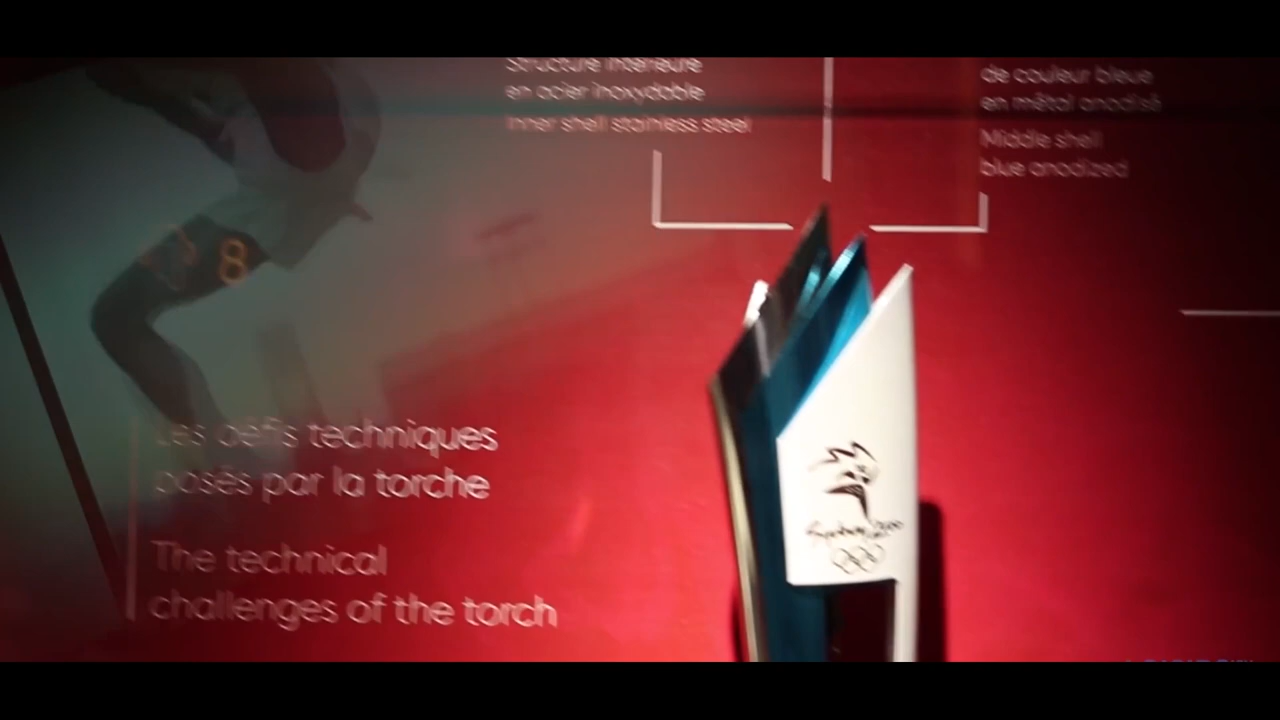 Structure intérieure
en acier inoxydable
Inner shell stainless steel
de couleur bleue
en métal anodisé
Middle shell
blue anodized
8
Les défis techniques
posés par la torche
The technical
challenges of the torch
Sydney 2000